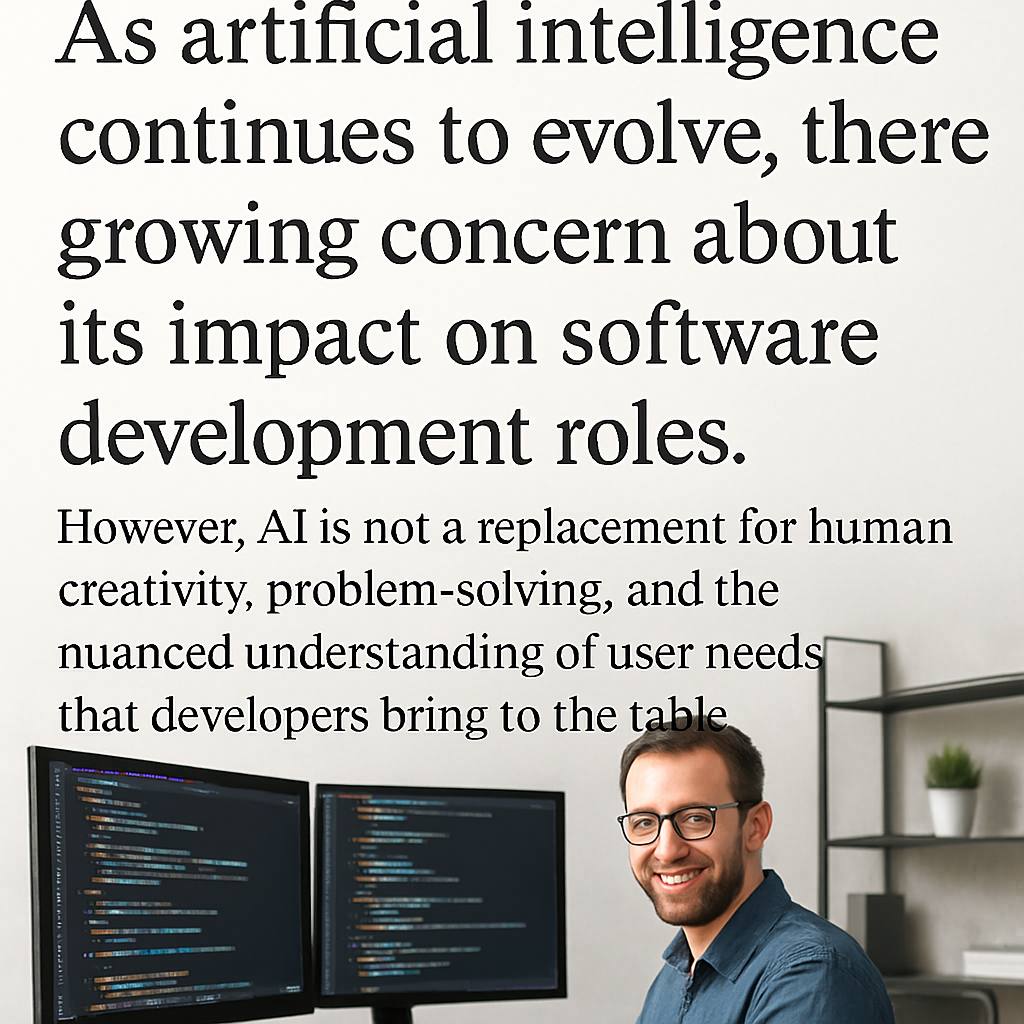 As artificial intelligence
continues to evolve, there
growing concern about
its impact on software
development roles.
However, AI is not a replacement for human
creativity, problem-solving, and the
nuanced understanding of user needs
that developers bring to the table